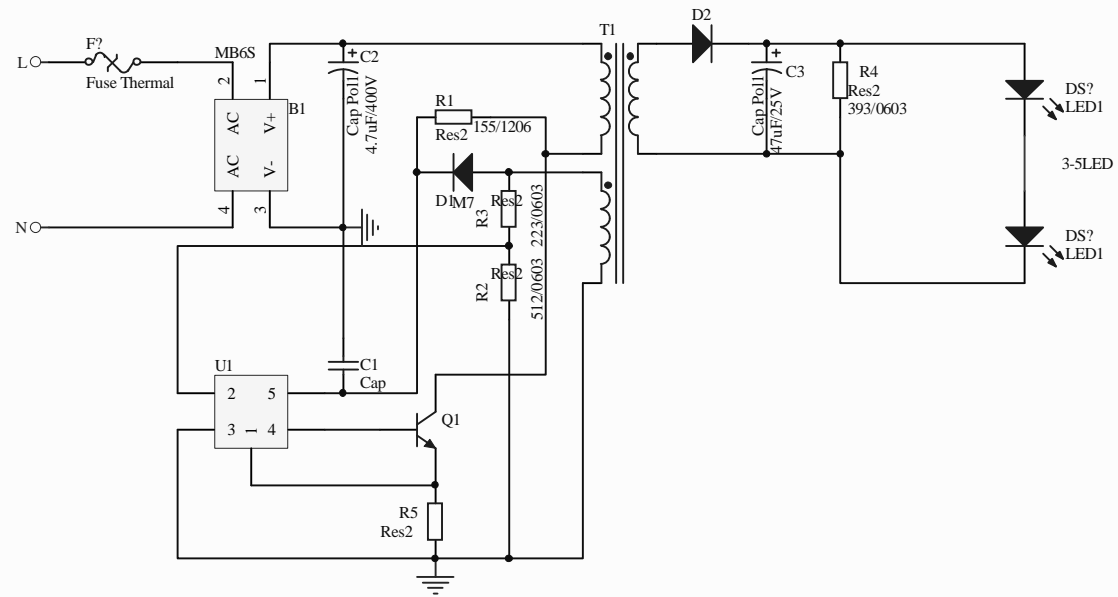 L
F?
Fuse Thermal
N
MB6S
2
1
AC
V+
AC
V-
4
3
B1
C2
Cap Pol1
4.7uF/400V
R1
Res2
155/1206
D1
M7
R3
Res2
223/0603
R2
Res2
512/0603
T1
D2
C3
Cap Pol1
47uF/25V
R4
Res2
393/0603
DS?
LED1
3-5LED
DS?
LED1
U1
2
5
3
1
4
C1
Cap
Q1
R5
Res2